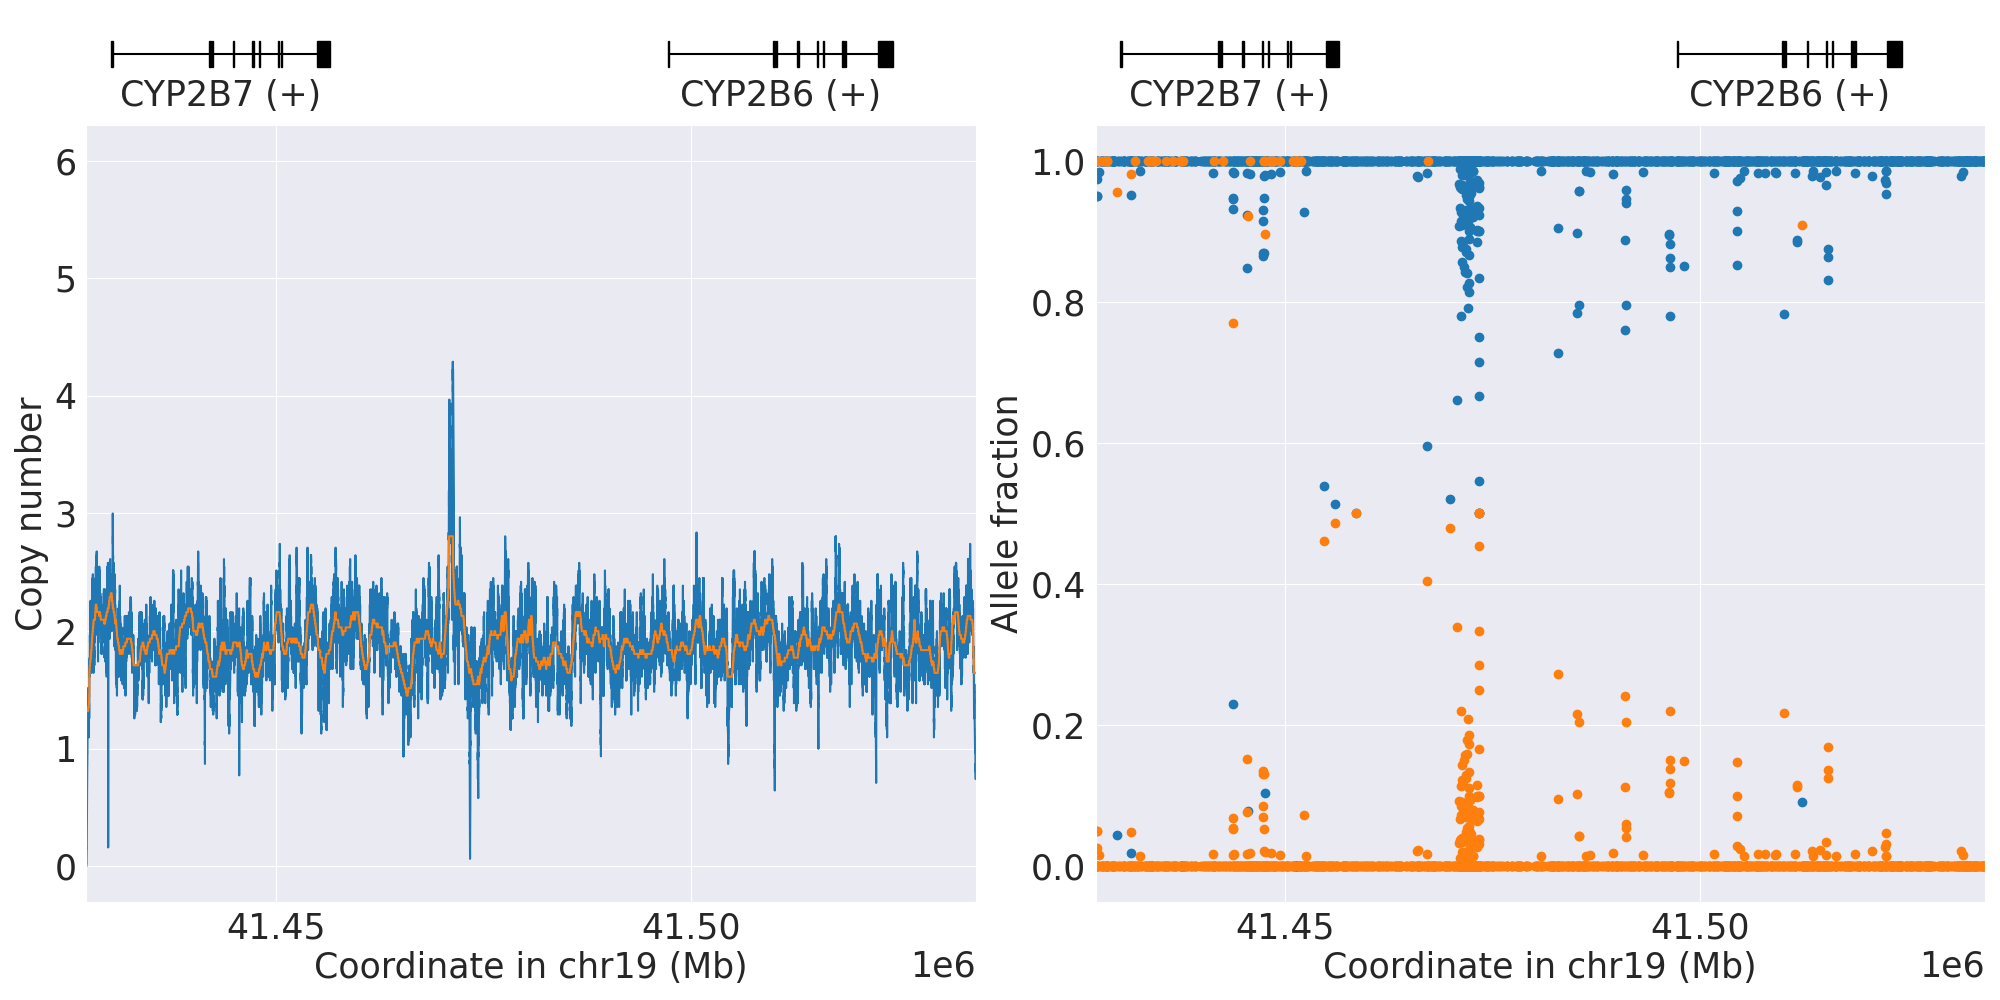 CYP2B7 (+)
CYP2B6 (+)
CYP2B7 (+)
CYP2B6 (+)
Copy number
6
5
4
3
2
1
0
41.45
41.50
Coordinate in chr19 (Mb)
1e6
Allele fraction
1.0
0.8
0.6
0.4
0.2
0.0
41.45
41.50
Coordinate in chr19 (Mb)
1e6